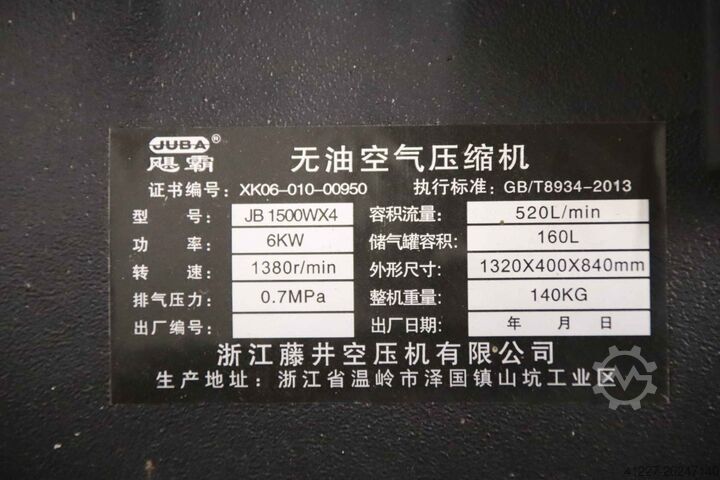 JUBA®
飓霸
无油空气压缩机
证书编号：XK06-010-00950 执行标准：GB/T8934-2013
型号：JB 1500WX4 容积流量：520L/min
功率：6KW 储气罐容积：160L
转速：1380r/min 外形尺寸：1320X400X840mm
排气压力：0.7MPa 整机重量：140KG
出厂编号： 出厂日期： 年 月 日
浙江藤井空压机有限公司
生产地址：浙江省温岭市泽国镇山坑工业区